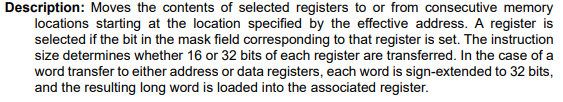 Description: Moves the contents of selected registers to or from consecutive memory
locations starting at the location specified by the effective address. A register is
selected if the bit in the mask field corresponding to that register is set. The instruction
size determines whether 16 or 32 bits of each register are transferred. In the case of a
word transfer to either address or data registers, each word is sign-extended to 32 bits,
and the resulting long word is loaded into the associated register.